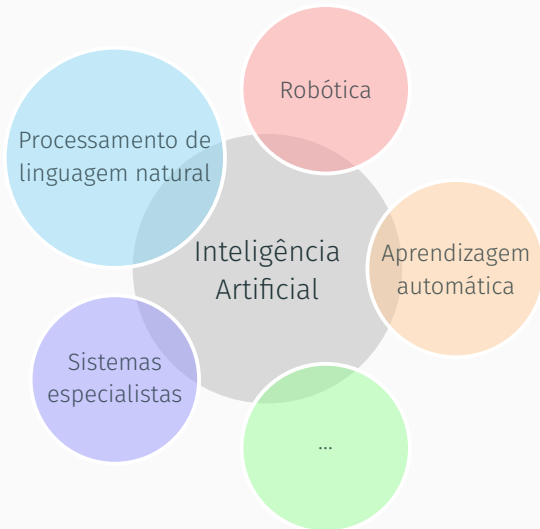 Robótica
Processamento de
linguagem natural
Inteligência
Artificial
Aprendizagem
automática
Sistemas
especialistas
...